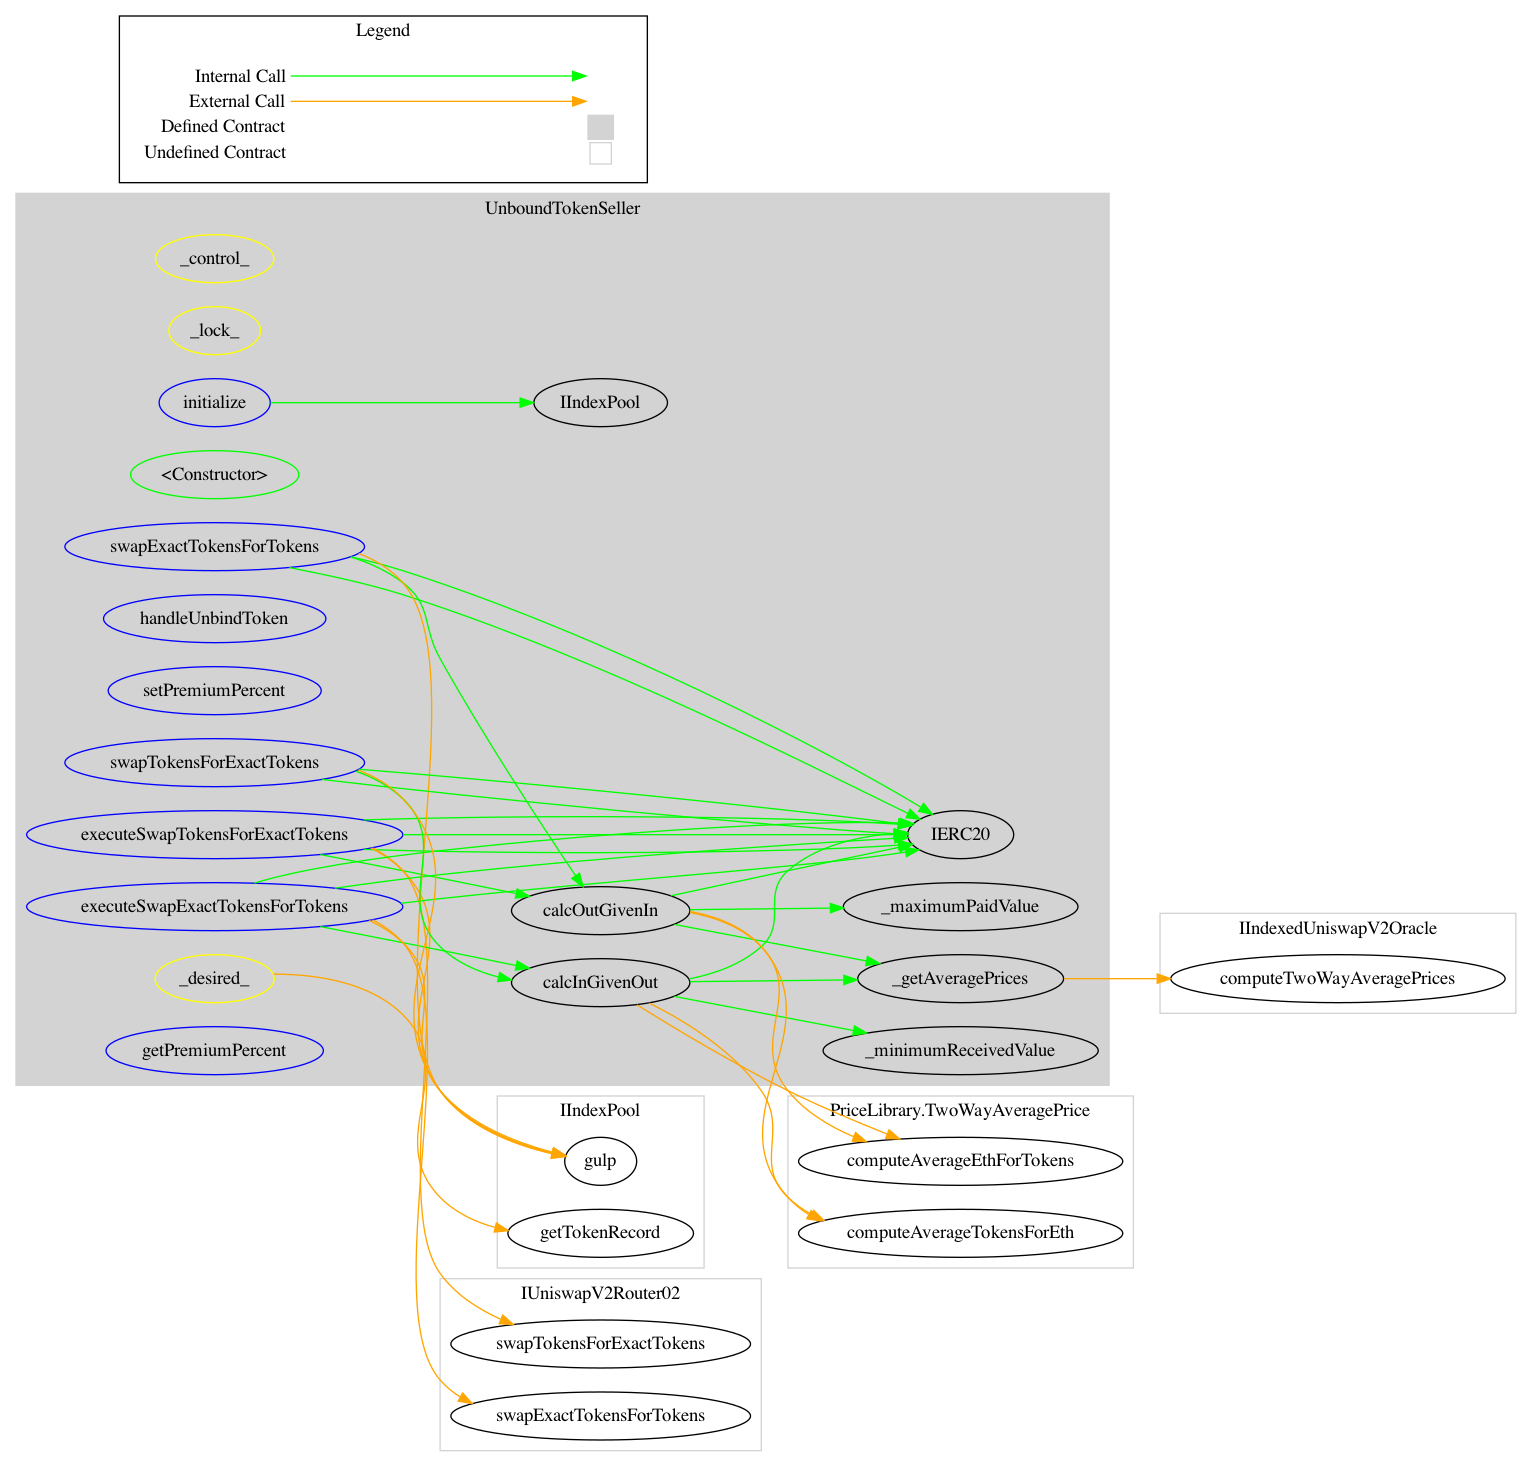 Legend
Internal Call
External Call
Defined Contract
Undefined Contract
UnboundTokenSeller
_control_
_lock_
initialize
IIndexPool
<Constructor>
swapExactTokensForTokens
handleUnbindToken
setPremiumPercent
swapTokensForExactTokens
executeSwapTokensForExactTokens
IERC20
executeSwapExactTokensForTokens
calcOutGivenIn
_maximumPaidValue
_desired_
calcInGivenOut
_getAveragePrices
IIndexedUniswapV2Oracle
computeTwoWayAveragePrices
getPremiumPercent
_minimumReceivedValue
IIndexPool
gulp
getTokenRecord
PriceLibrary.TwoWayAveragePrice
computeAverageEthForTokens
computeAverageTokensForEth
IUniswapV2Router02
swapTokensForExactTokens
swapExactTokensForTokens